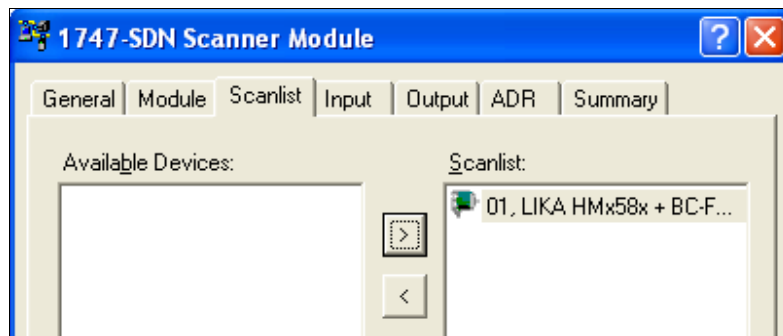 1747-SDN Scanner Module
General Module Scanlist Input Output ADR Summary
Available Devices: Scanlist:
01, LIKA HMx58x + BC-F...
>
<